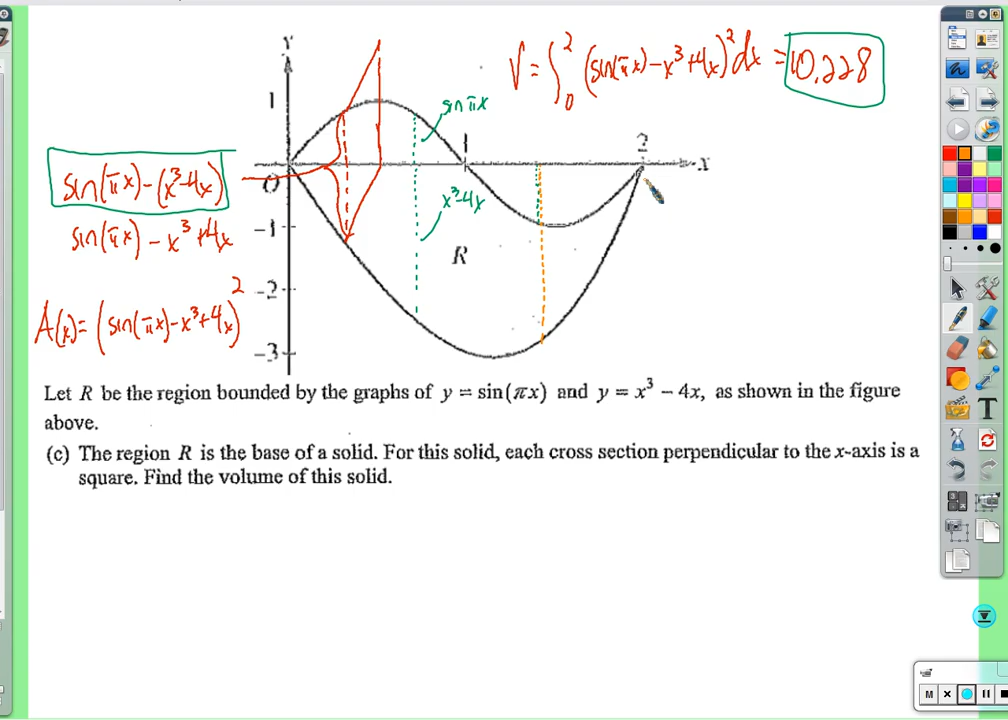 V = ∫₀² (sin(πx) - x³ + 4x)² dx = 10.228
Y
1
sin πx
1
2
X
O
sin(πx) - (x³-4x)
x³-4x
sin(πx) - x³ + 4x
-1
R
-2
A(x) = (sin(πx) - x³ + 4x)²
-3
Let R be the region bounded by the graphs of y = sin(πx) and y = x³ − 4x, as shown in the figure
above.
(c) The region R is the base of a solid. For this solid, each cross section perpendicular to the x-axis is a
square. Find the volume of this solid.
T
M